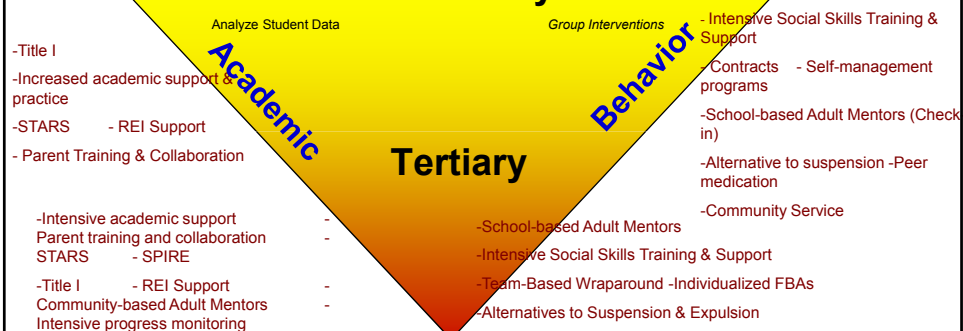 Analyze Student Data
Group Interventions
-Title I
-Increased academic support &
practice
-STARS - REI Support
- Parent Training & Collaboration
Academic
Behavior
- Intensive Social Skills Training &
Support
- Contracts - Self-management
programs
-School-based Adult Mentors (Check
in)
-Alternative to suspension -Peer
medication
-Community Service
Tertiary
-Intensive academic support -
Parent training and collaboration -
STARS - SPIRE
-Title I - REI Support -
Community-based Adult Mentors -
Intensive progress monitoring
-School-based Adult Mentors
-Intensive Social Skills Training & Support
-Team-Based Wraparound -Individualized FBAs
-Alternatives to Suspension & Expulsion